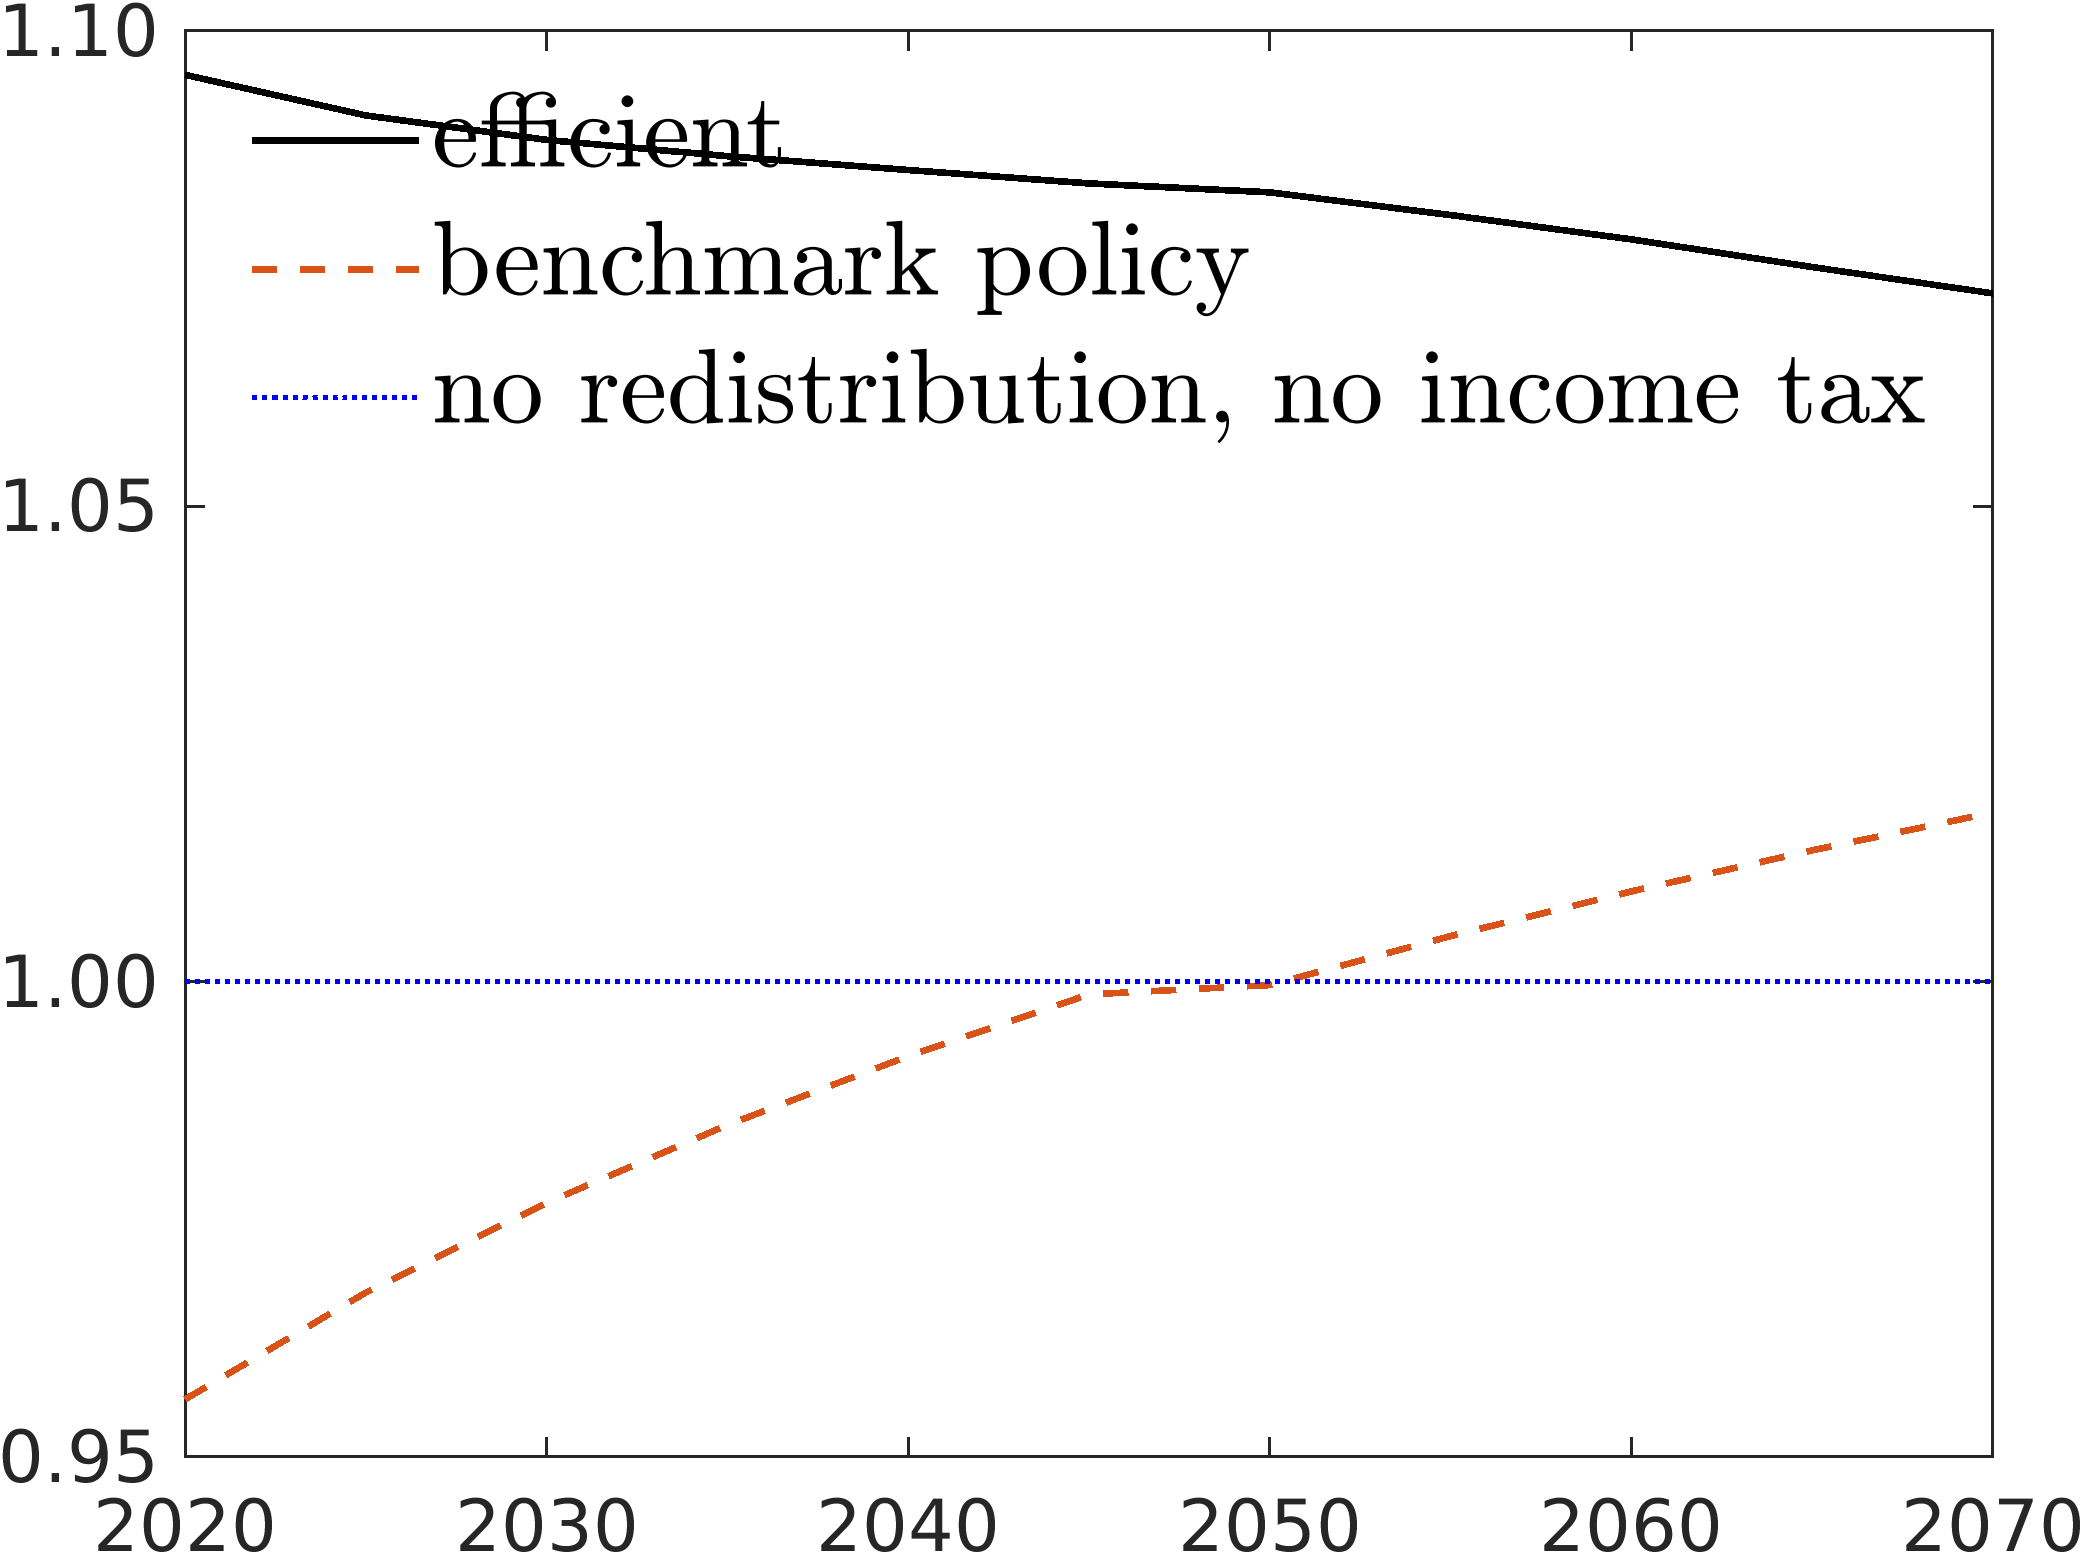 1.10
efficient
benchmark policy
no redistribution, no income tax
1.05
1.00
0.95
2020 2030 2040 2050 2060 2070